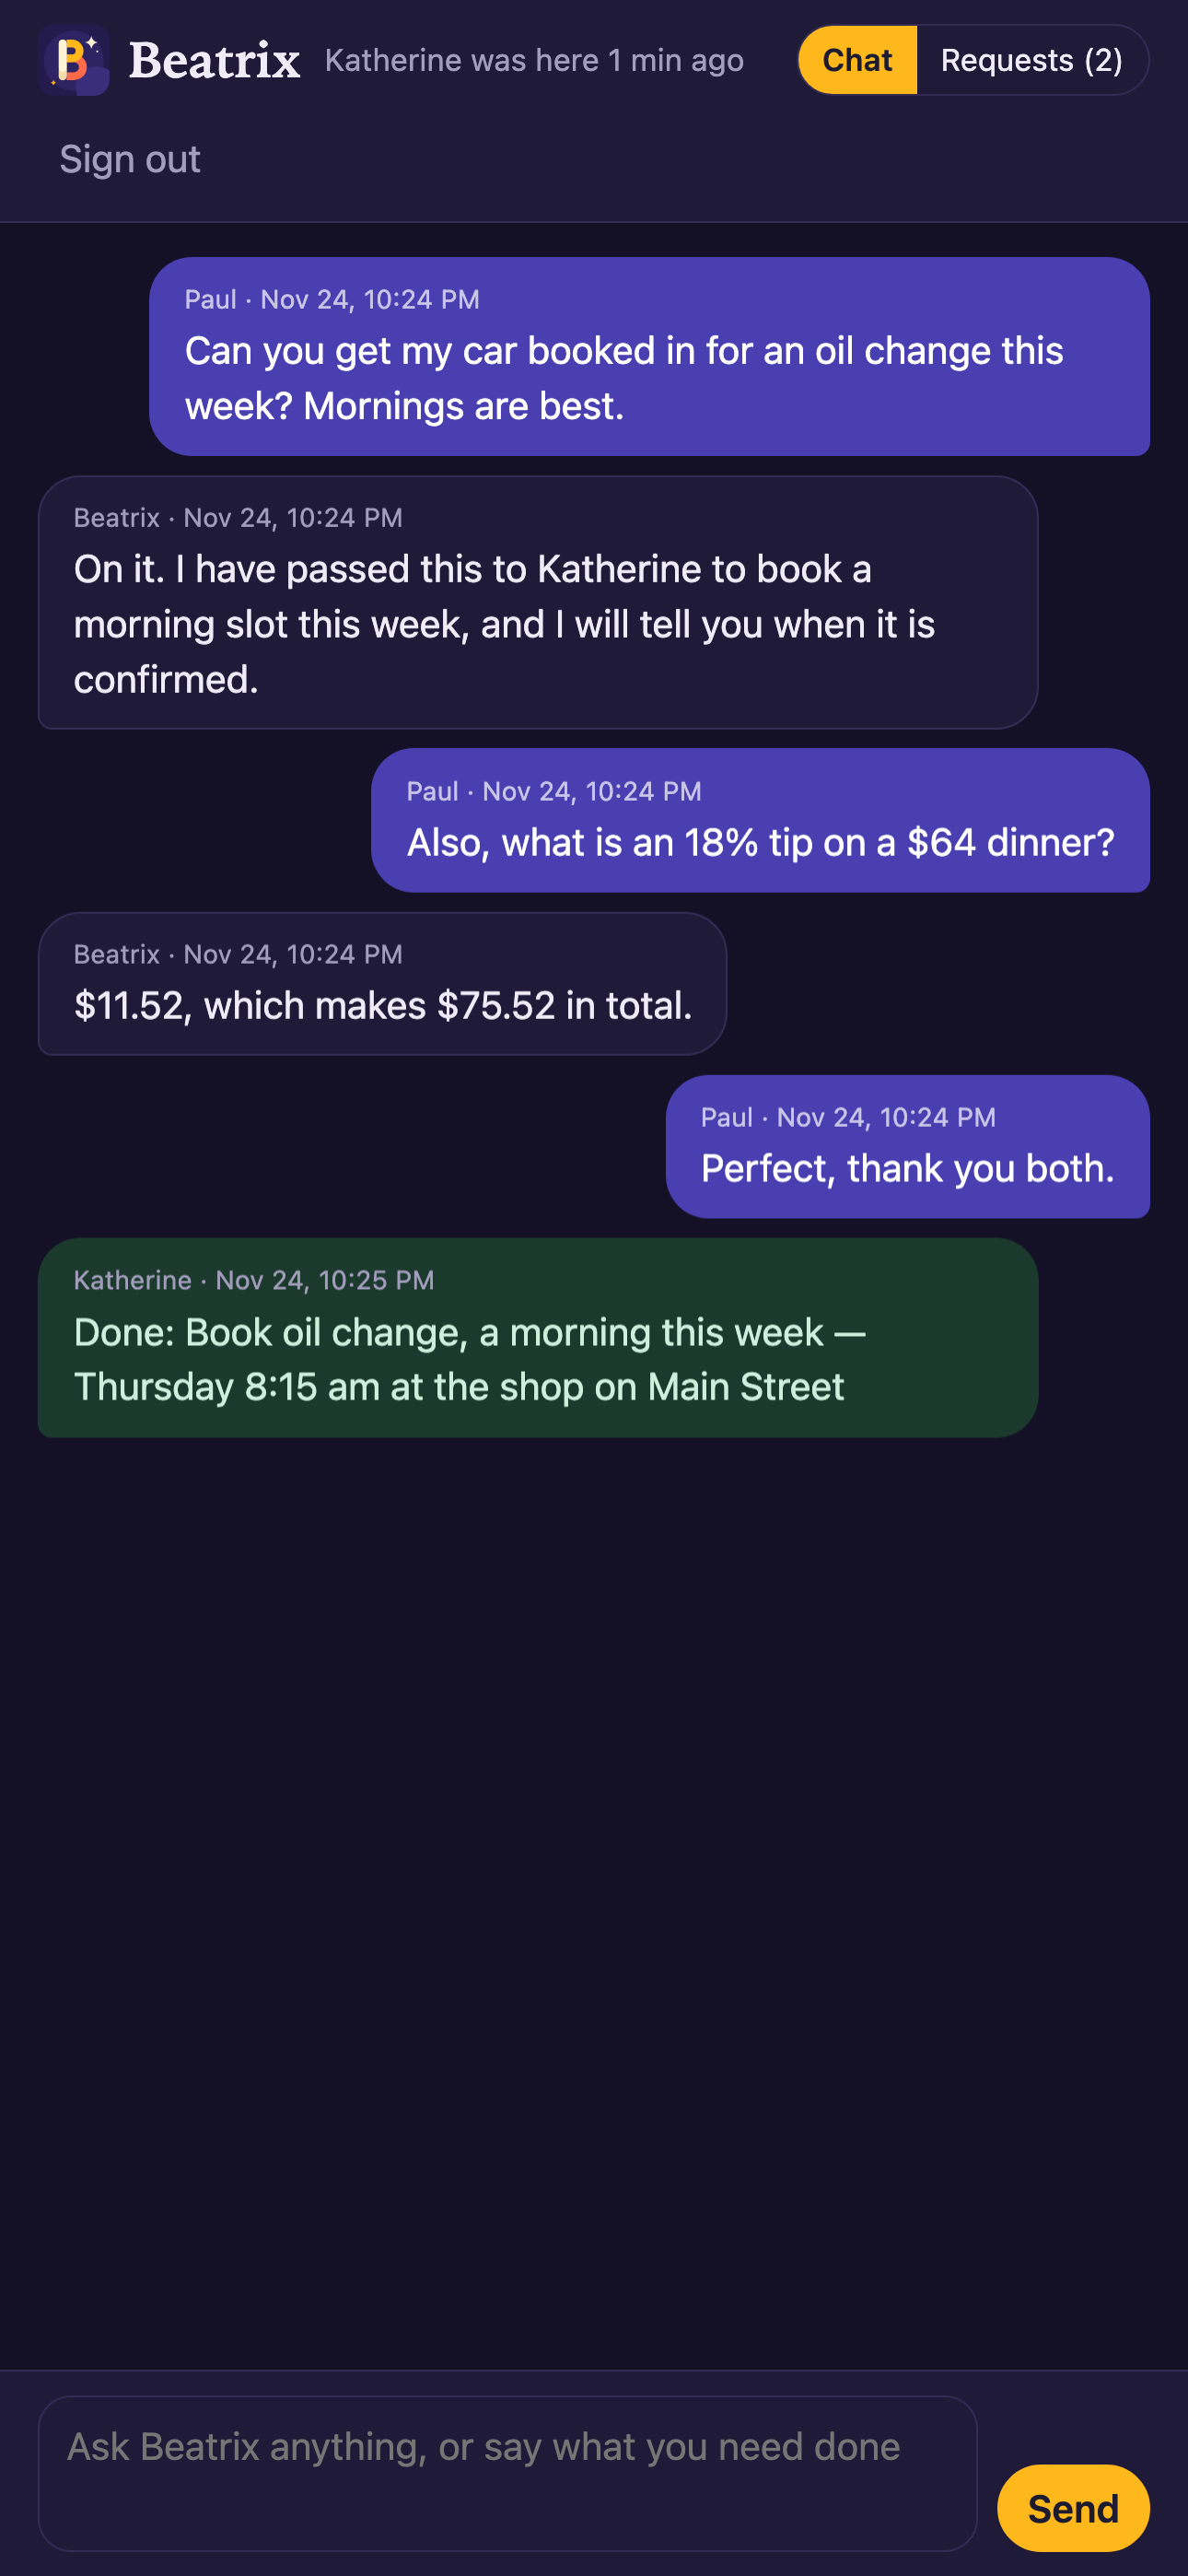 B
Beatrix
Katherine was here 1 min ago
Chat
Requests (2)
Sign out
Paul · Nov 24, 10:24 PM
Can you get my car booked in for an oil change this
week? Mornings are best.
Beatrix · Nov 24, 10:24 PM
On it. I have passed this to Katherine to book a
morning slot this week, and I will tell you when it is
confirmed.
Paul · Nov 24, 10:24 PM
Also, what is an 18% tip on a $64 dinner?
Beatrix · Nov 24, 10:24 PM
$11.52, which makes $75.52 in total.
Paul · Nov 24, 10:24 PM
Perfect, thank you both.
Katherine · Nov 24, 10:25 PM
Done: Book oil change, a morning this week —
Thursday 8:15 am at the shop on Main Street
Ask Beatrix anything, or say what you need done
Send